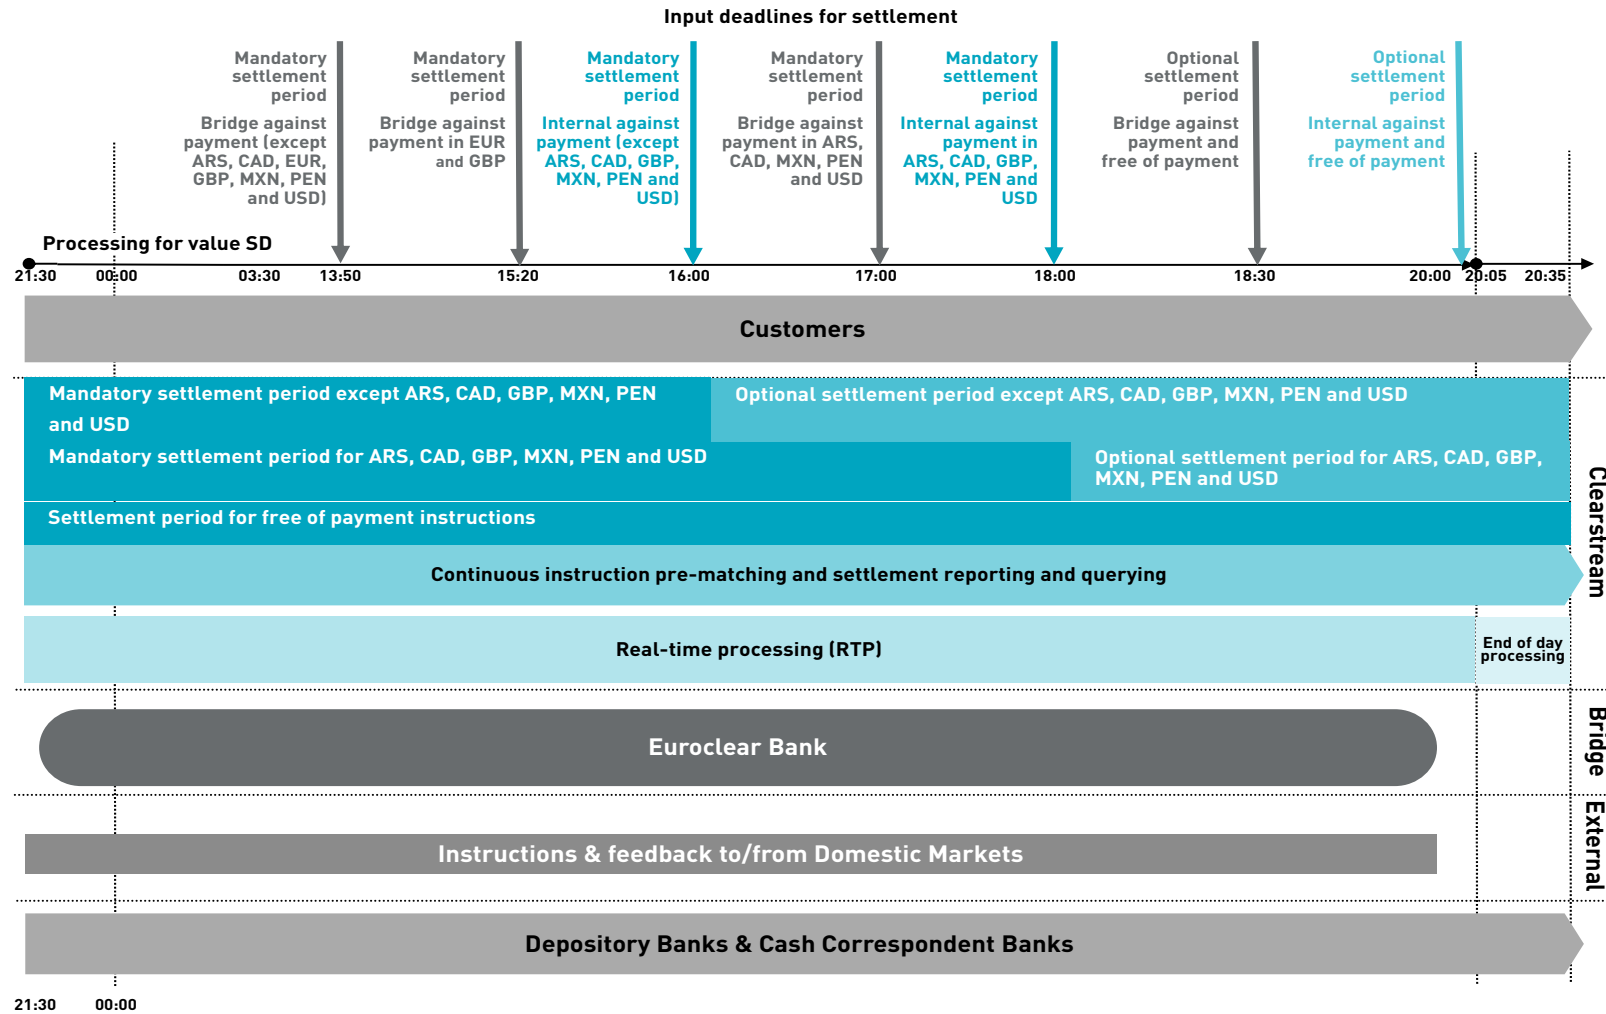 Input deadlines for settlement
Mandatory
settlement
period
Bridge against
payment (except
ARS, CAD, EUR,
GBP, MXN, PEN
and USD)
Mandatory
settlement
period
Bridge against
payment in EUR
and GBP
Mandatory
settlement
period
Internal against
payment (except
ARS, CAD, GBP,
MXN, PEN and
USD)
Mandatory
settlement
period
Bridge against
payment in ARS,
CAD, MXN, PEN
and USD
Mandatory
settlement
period
Internal against
payment in
ARS, CAD, GBP,
MXN, PEN and
USD
Optional
settlement
period
Bridge against
payment and
free of payment
Optional
settlement
period
Internal against
payment and
free of payment
Processing for value SD
21:30 00:00 03:30 13:50 15:20 16:00 17:00 18:00 18:30 20:00 20:05 20:35
Customers
Mandatory settlement period except ARS, CAD, GBP, MXN, PEN
and USD
Optional settlement period except ARS, CAD, GBP, MXN, PEN and USD
Mandatory settlement period for ARS, CAD, GBP, MXN, PEN and USD
Optional settlement period for ARS, CAD, GBP,
MXN, PEN and USD
Settlement period for free of payment instructions
Continuous instruction pre-matching and settlement reporting and querying
Real-time processing (RTP)
End of day
processing
Clearstream
Euroclear Bank
Bridge
Instructions & feedback to/from Domestic Markets
External
Depository Banks & Cash Correspondent Banks
21:30 00:00